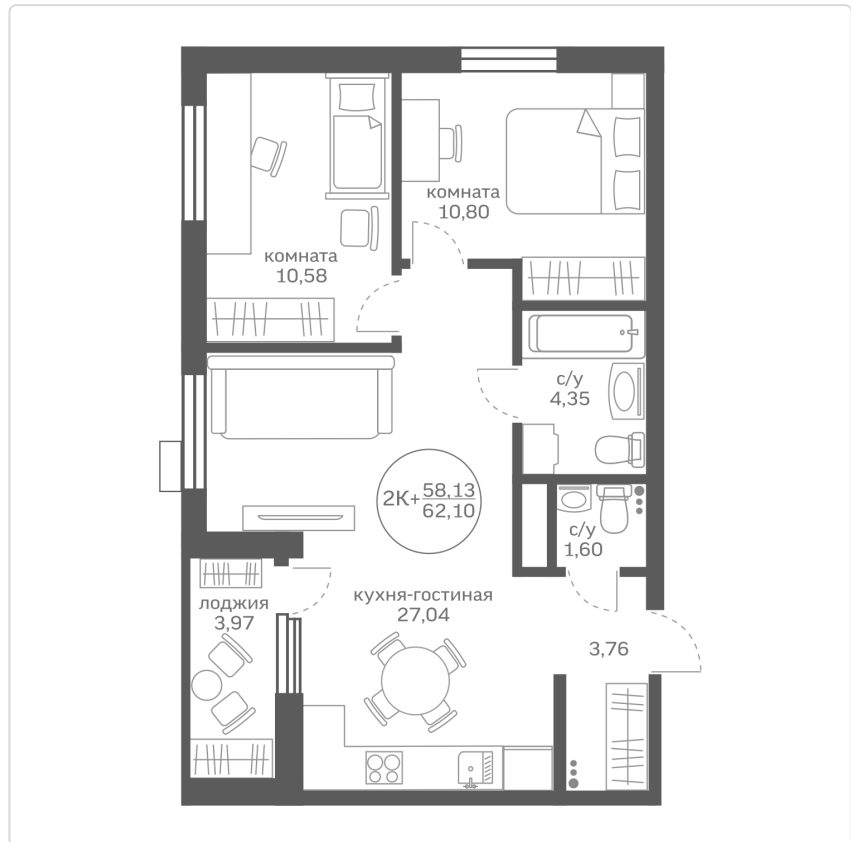 комната
10,80
комната
10,58
с/у
4,35
2К+ 58,13
62,10
с/у
1,60
кухня-гостиная
27,04
лоджия
3,97
3,76